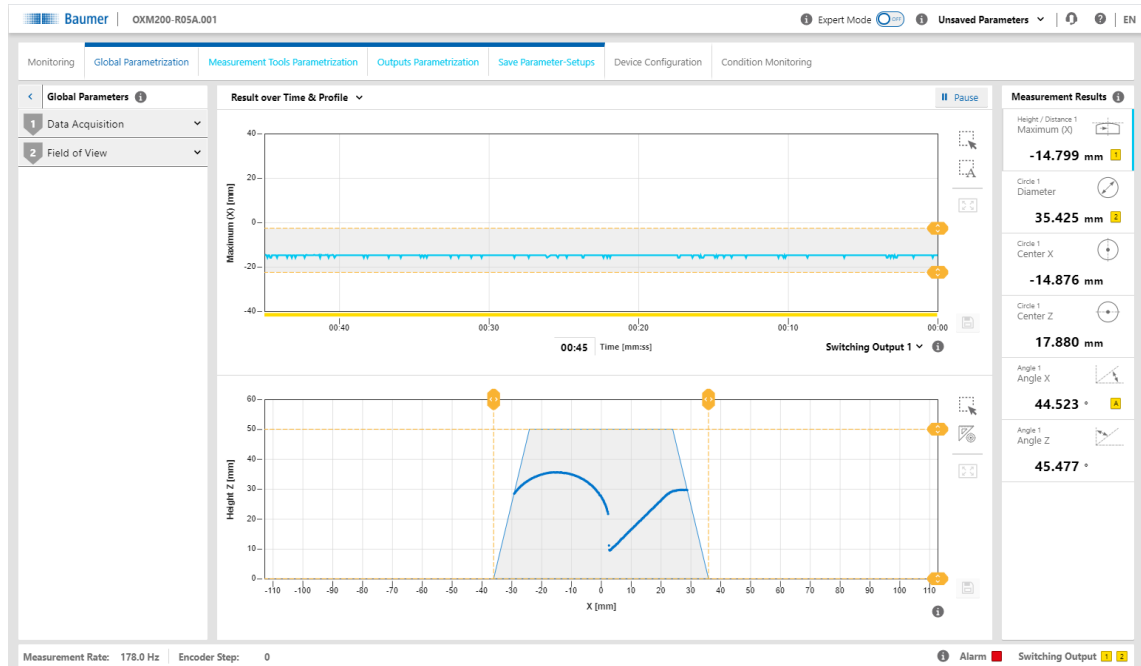 Baumer OXM200-R05A.001 Expert Mode OFF Unsaved Parameters EN
Monitoring Global Parametrization Measurement Tools Parametrization Outputs Parametrization Save Parameter-Setups Device Configuration Condition Monitoring
Global Parameters
1 Data Acquisition
2 Field of View
Result over Time & Profile
Pause
Maximum (X) [mm]
40
20
0
-20
-40
00:40 00:30 00:20 00:10 00:00
00:45 Time [mm:ss]
Switching Output 1
Height Z [mm]
60
50
40
30
20
10
0
-110 -100 -90 -80 -70 -60 -50 -40 -30 -20 -10 0 10 20 30 40 50 60 70 80 90 100 110
X [mm]
Measurement Results
Height / Distance 1
Maximum (X)
-14.799 mm 1
Circle 1
Diameter
35.425 mm 2
Circle 1
Center X
-14.876 mm
Circle 1
Center Z
17.880 mm
Angle 1
Angle X
44.523 ° A
Angle 1
Angle Z
45.477 °
Measurement Rate: 178.0 Hz Encoder Step: 0
Alarm Switching Output 1 2